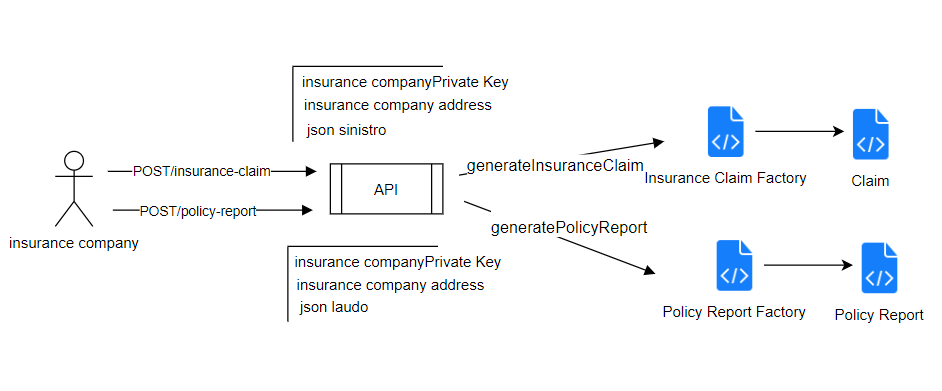 insurance companyPrivate Key
insurance company address
json sinistro
POST/insurance-claim
POST/policy-report
insurance company
API
insurance companyPrivate Key
insurance company address
json laudo
generateInsuranceClaim
generatePolicyReport
</>
Insurance Claim Factory
</>
Claim
</>
Policy Report Factory
</>
Policy Report